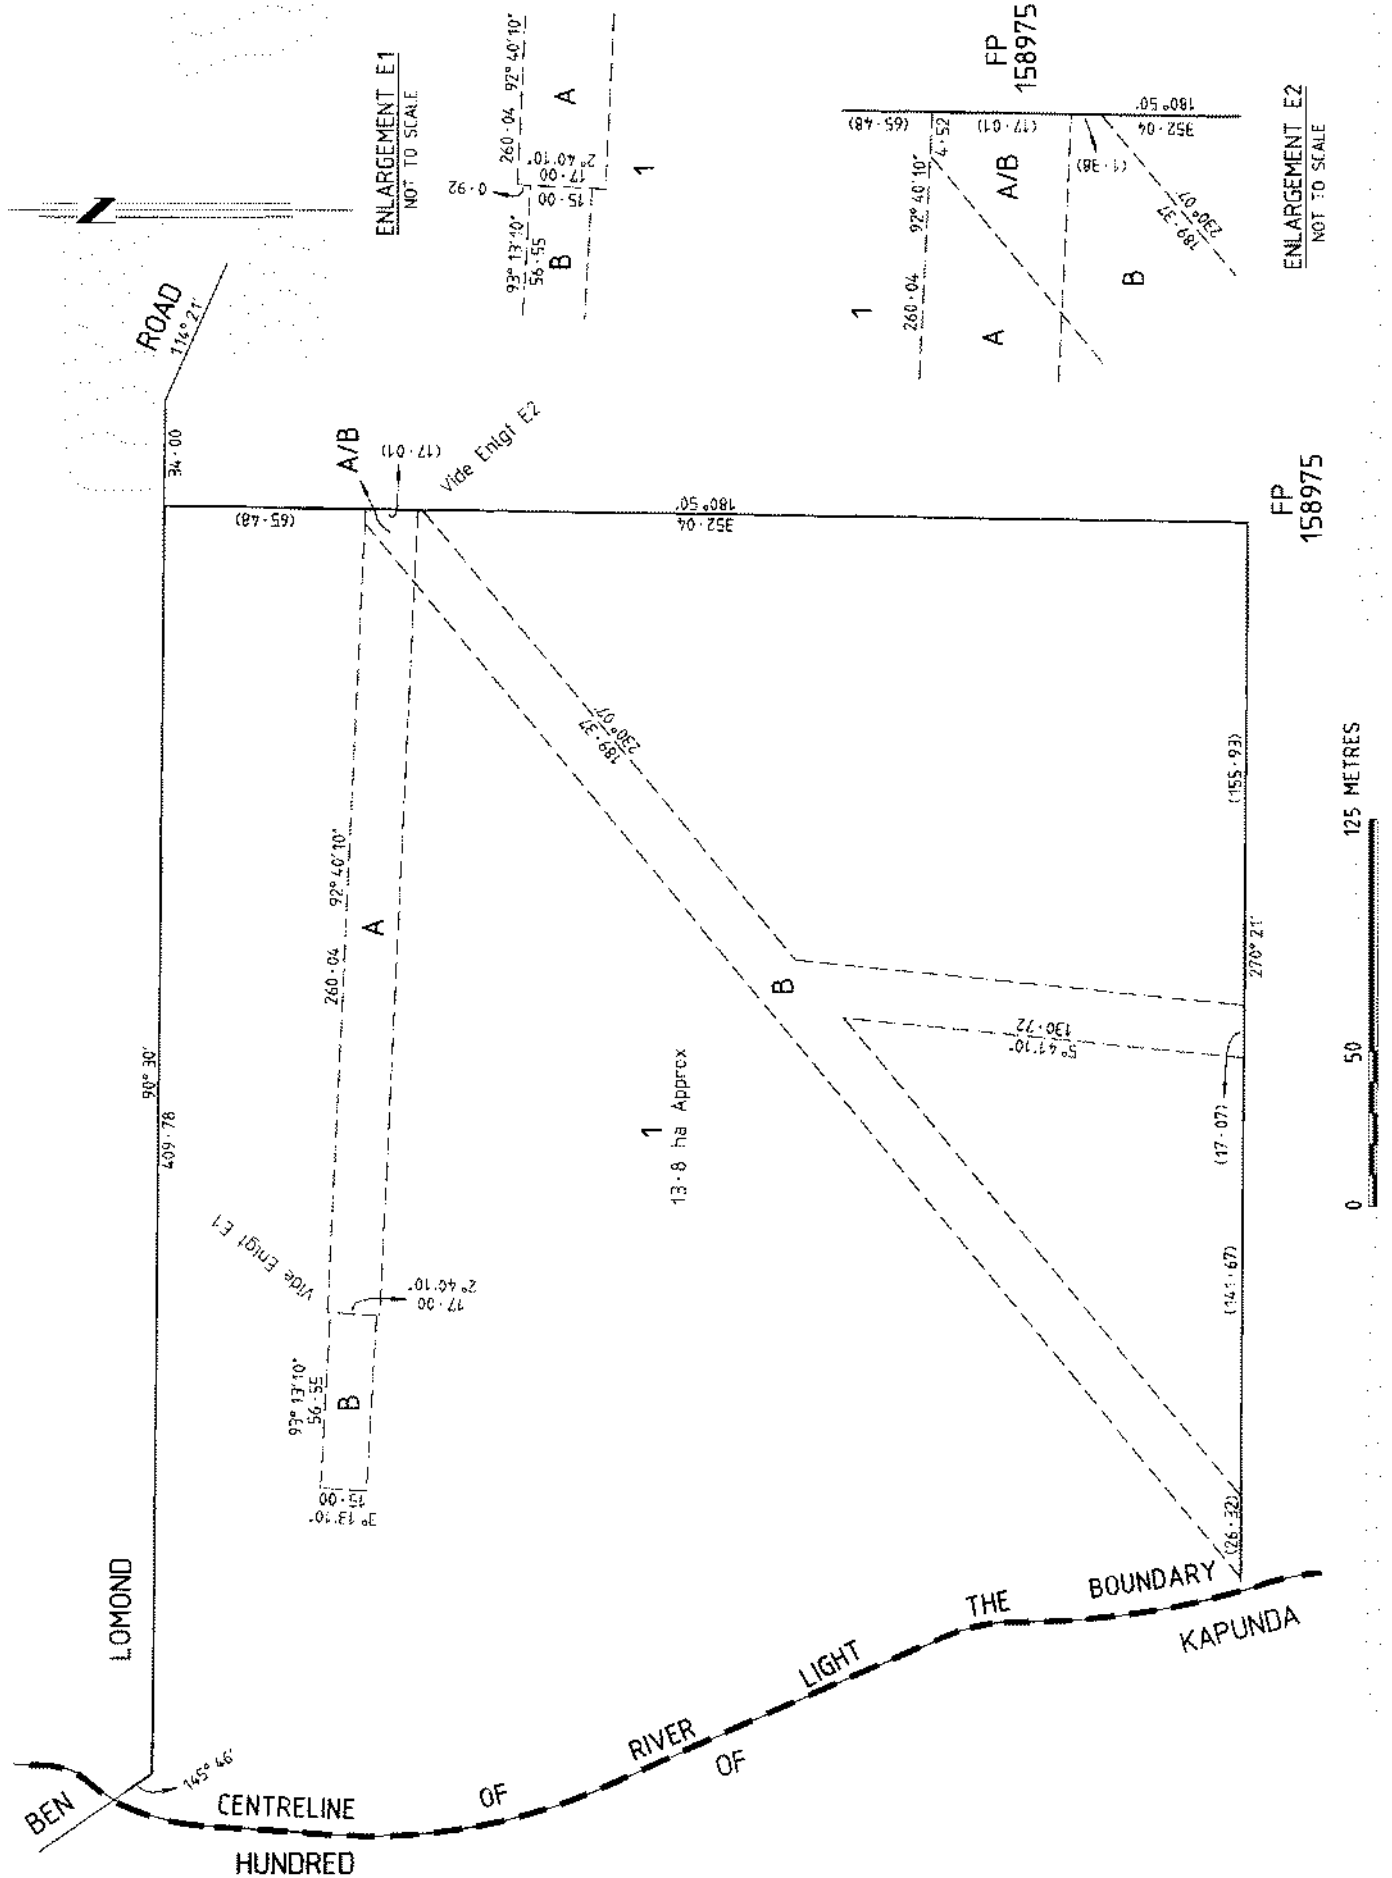 BEN
LOMOND
ROAD
145° 46'
90° 30'
409·78
34·00
114° 21'
ENLARGEMENT E1
NOT TO SCALE
93° 13'10"
56·55
0·92
260·04
92° 40'10"
2° 40'10"
17·00
15·00
B
A
1
ENLARGEMENT E2
NOT TO SCALE
1
260·04
92° 40'10"
4·52
(65·48)
(17·01)
(1·38)
A
A/B
B
189·37
230° 07'
352·04
180° 50'
FP
158975
Vide Enlgt E1
Vide Enlgt E2
(65·48)
A/B
(17·01)
352·04
180° 50'
93° 13'10"
56·55
B
3° 13'10"
15·00
17·00
2° 40'10"
260·04
92° 40'10"
A
189·37
230° 07'
B
1
13·8 ha Approx
5° 41'10"
130·72
(26·32)
(141·67)
(17·07)
270° 21'
(155·93)
FP
158975
CENTRELINE OF RIVER LIGHT THE BOUNDARY
HUNDRED OF KAPUNDA
0 50 125 METRES